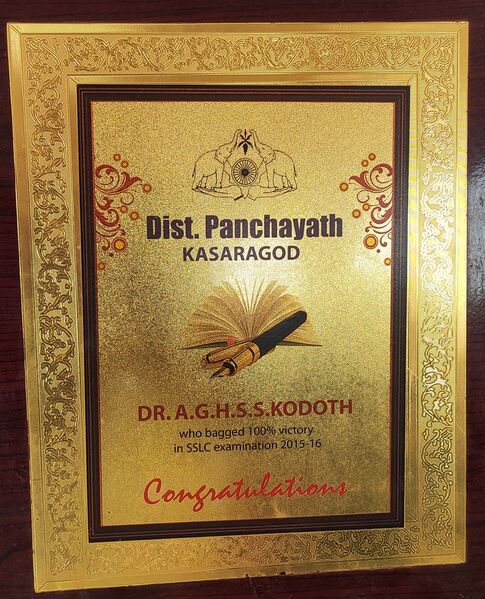 Dist. Panchayath
KASARAGOD
DR. A.G.H.S.S.KODOTH
who bagged 100% victory
in SSLC examination 2015-16
Congratulations